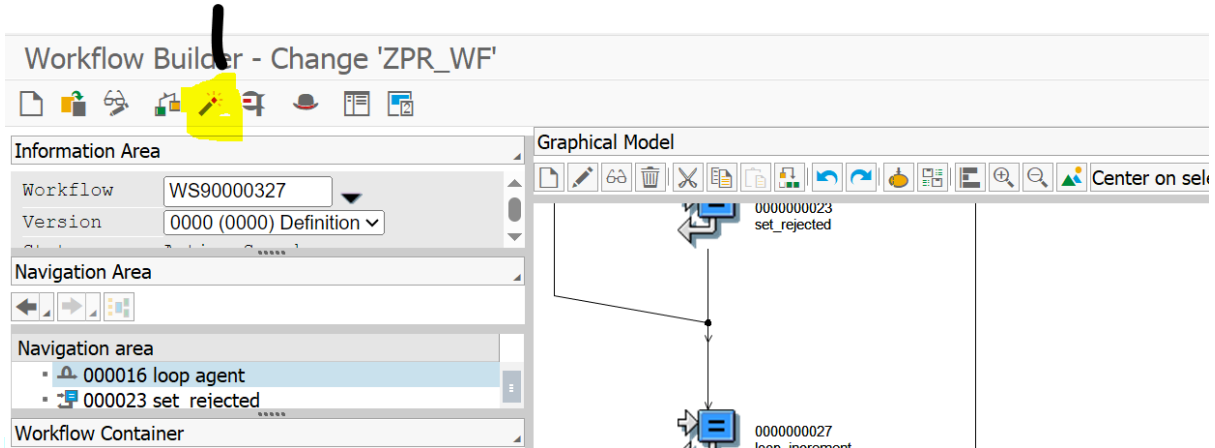 Workflow Builder - Change 'ZPR_WF'
Information Area
Workflow WS90000327
Version 0000 (0000) Definition
Navigation Area
Navigation area
000016 loop agent
000023 set_rejected
Workflow Container
Graphical Model
Center on sele
0000000023
set_rejected
0000000027